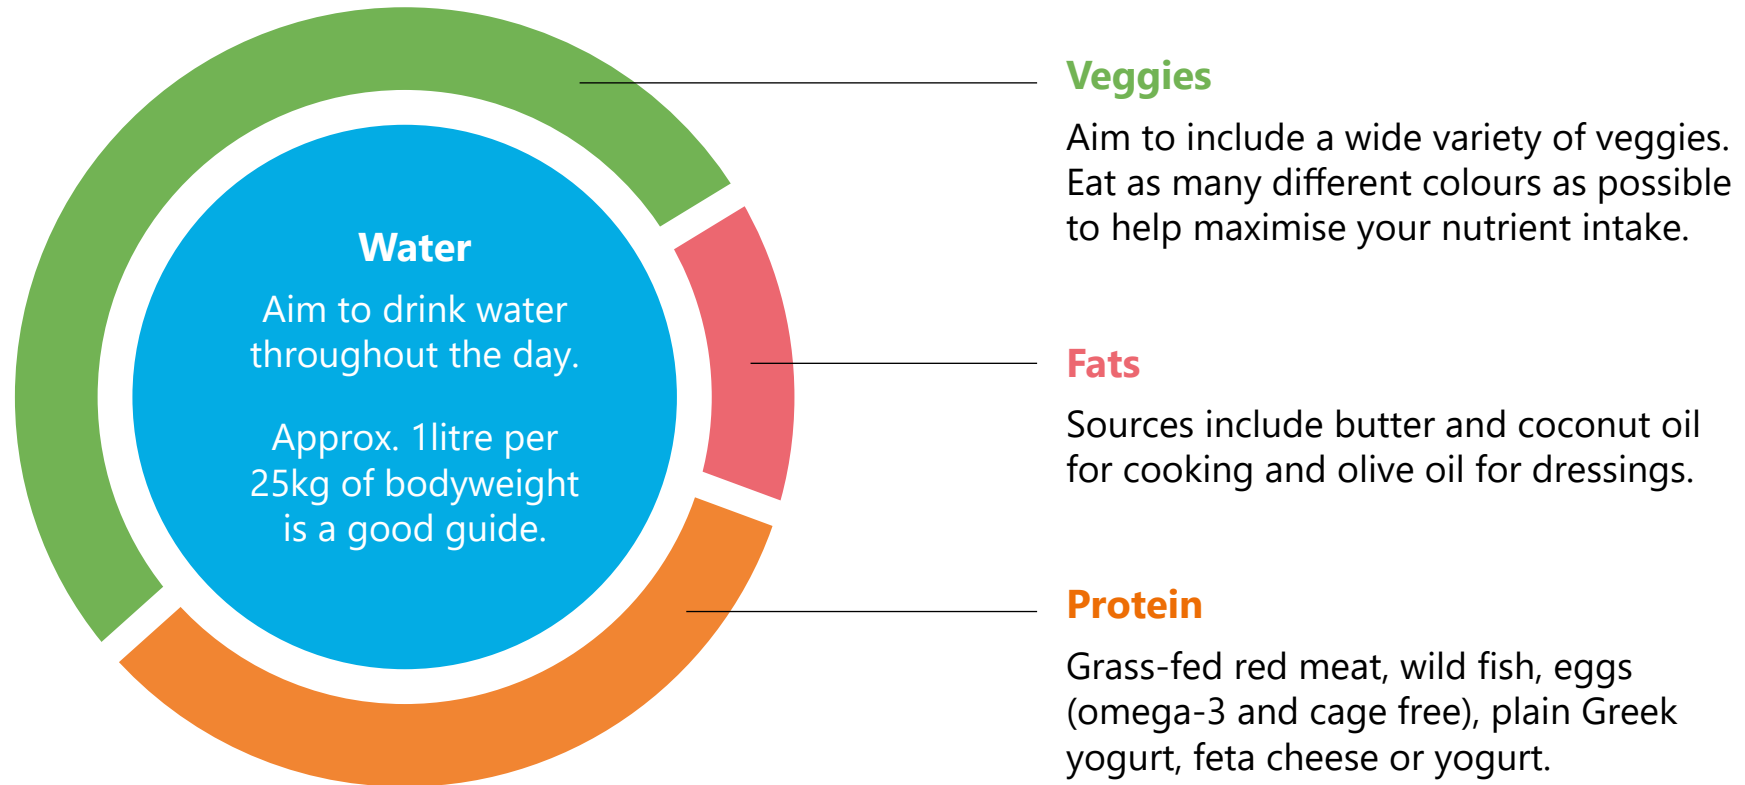 Water
Aim to drink water
throughout the day.
Approx. 1litre per
25kg of bodyweight
is a good guide.
Veggies
Aim to include a wide variety of veggies.
Eat as many different colours as possible
to help maximise your nutrient intake.
Fats
Sources include butter and coconut oil
for cooking and olive oil for dressings.
Protein
Grass-fed red meat, wild fish, eggs
(omega-3 and cage free), plain Greek
yogurt, feta cheese or yogurt.